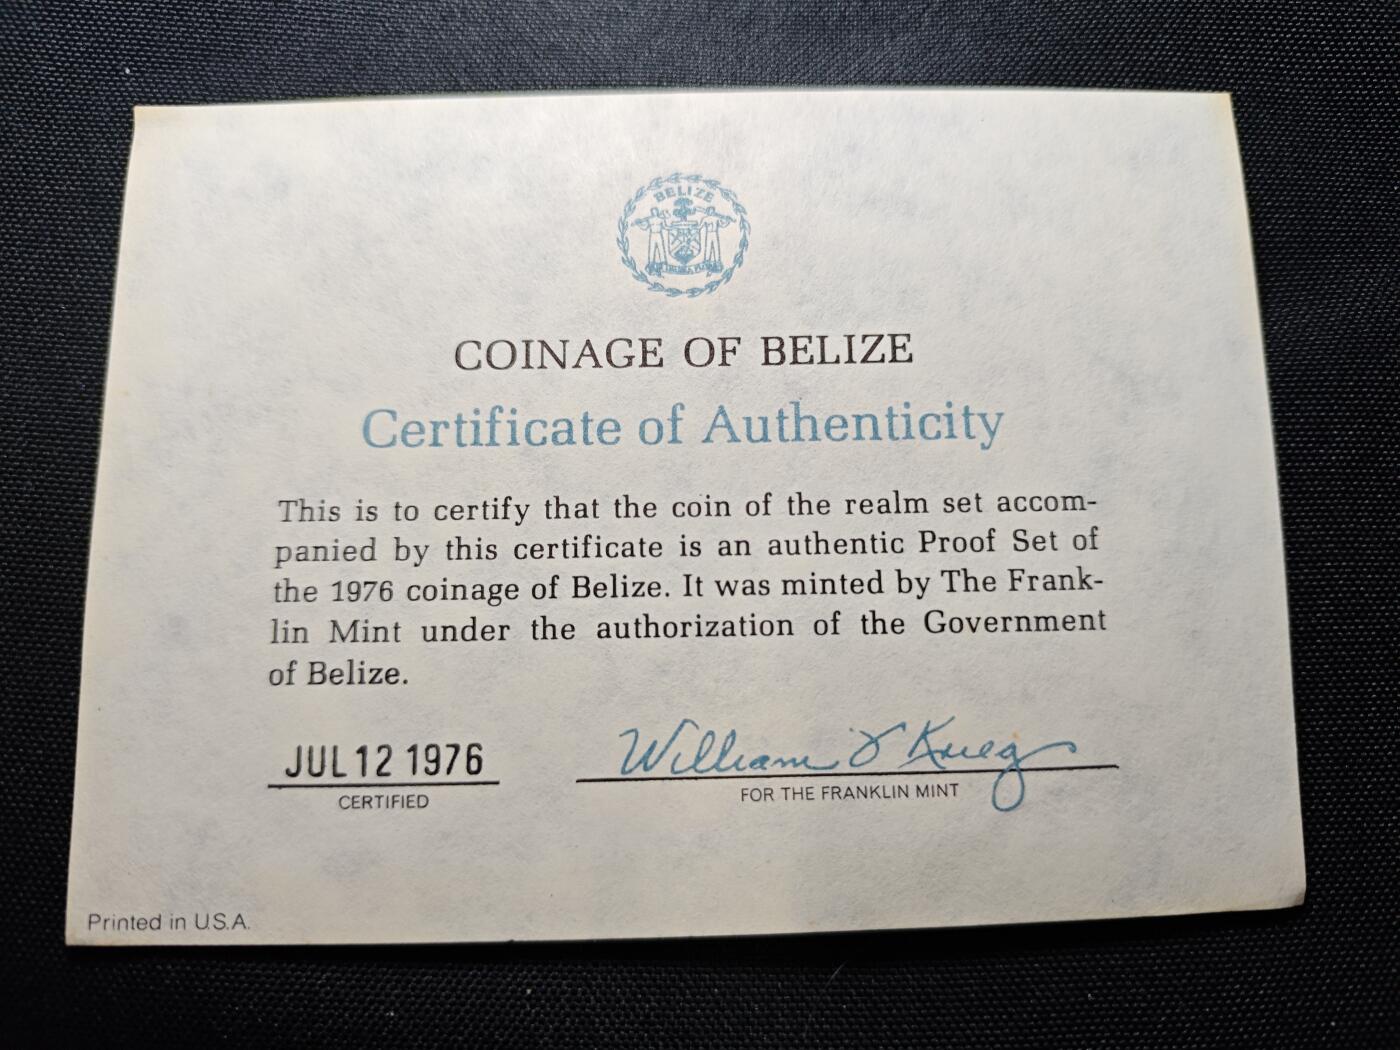 BELIZE
COINAGE OF BELIZE
Certificate of Authenticity
This is to certify that the coin of the realm set accom-
panied by this certificate is an authentic Proof Set of
the 1976 coinage of Belize. It was minted by The Frank-
lin Mint under the authorization of the Government
of Belize.
JUL 12 1976
William J Krieg
CERTIFIED
FOR THE FRANKLIN MINT
Printed in U.S.A.